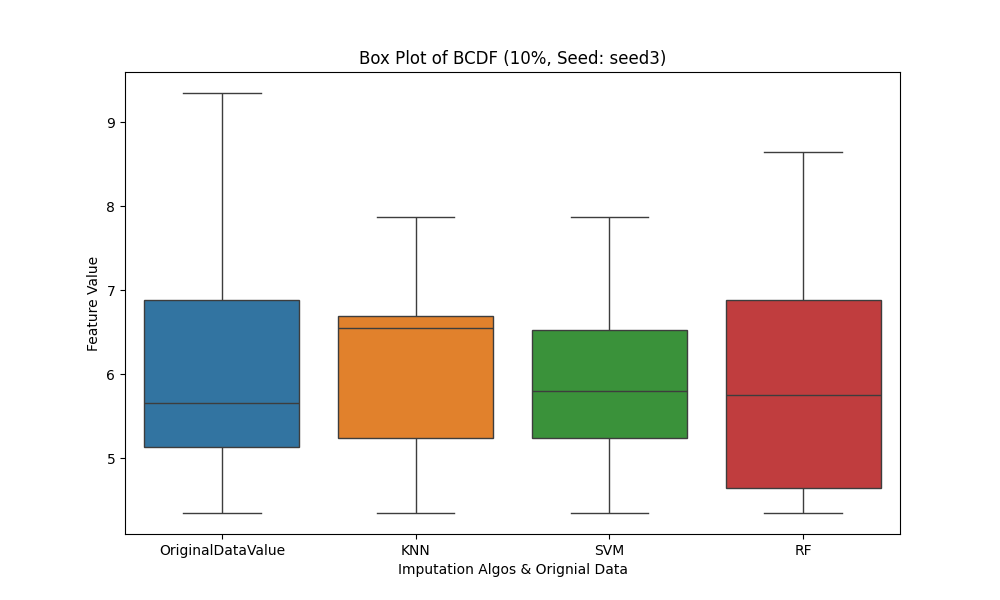 Box Plot of BCDF (10%, Seed: seed3)
9
8
7
6
5
Feature Value
OriginalDataValue
KNN
SVM
RF
Imputation Algos & Orignial Data